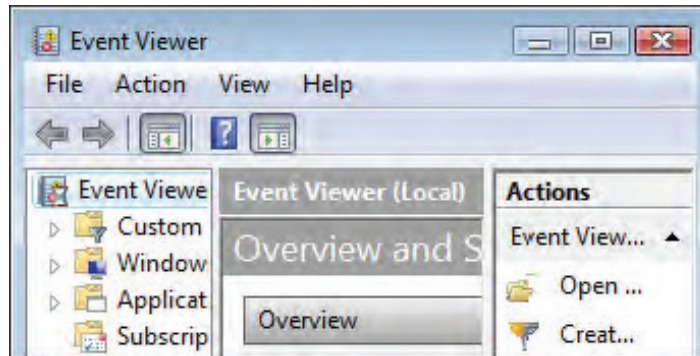 Event Viewer
File Action View Help
Event Viewe
Custom
Window
Applicat
Subscrip
Event Viewer (Local)
Overview and S
Overview
Actions
Event View...
Open ...
Creat...